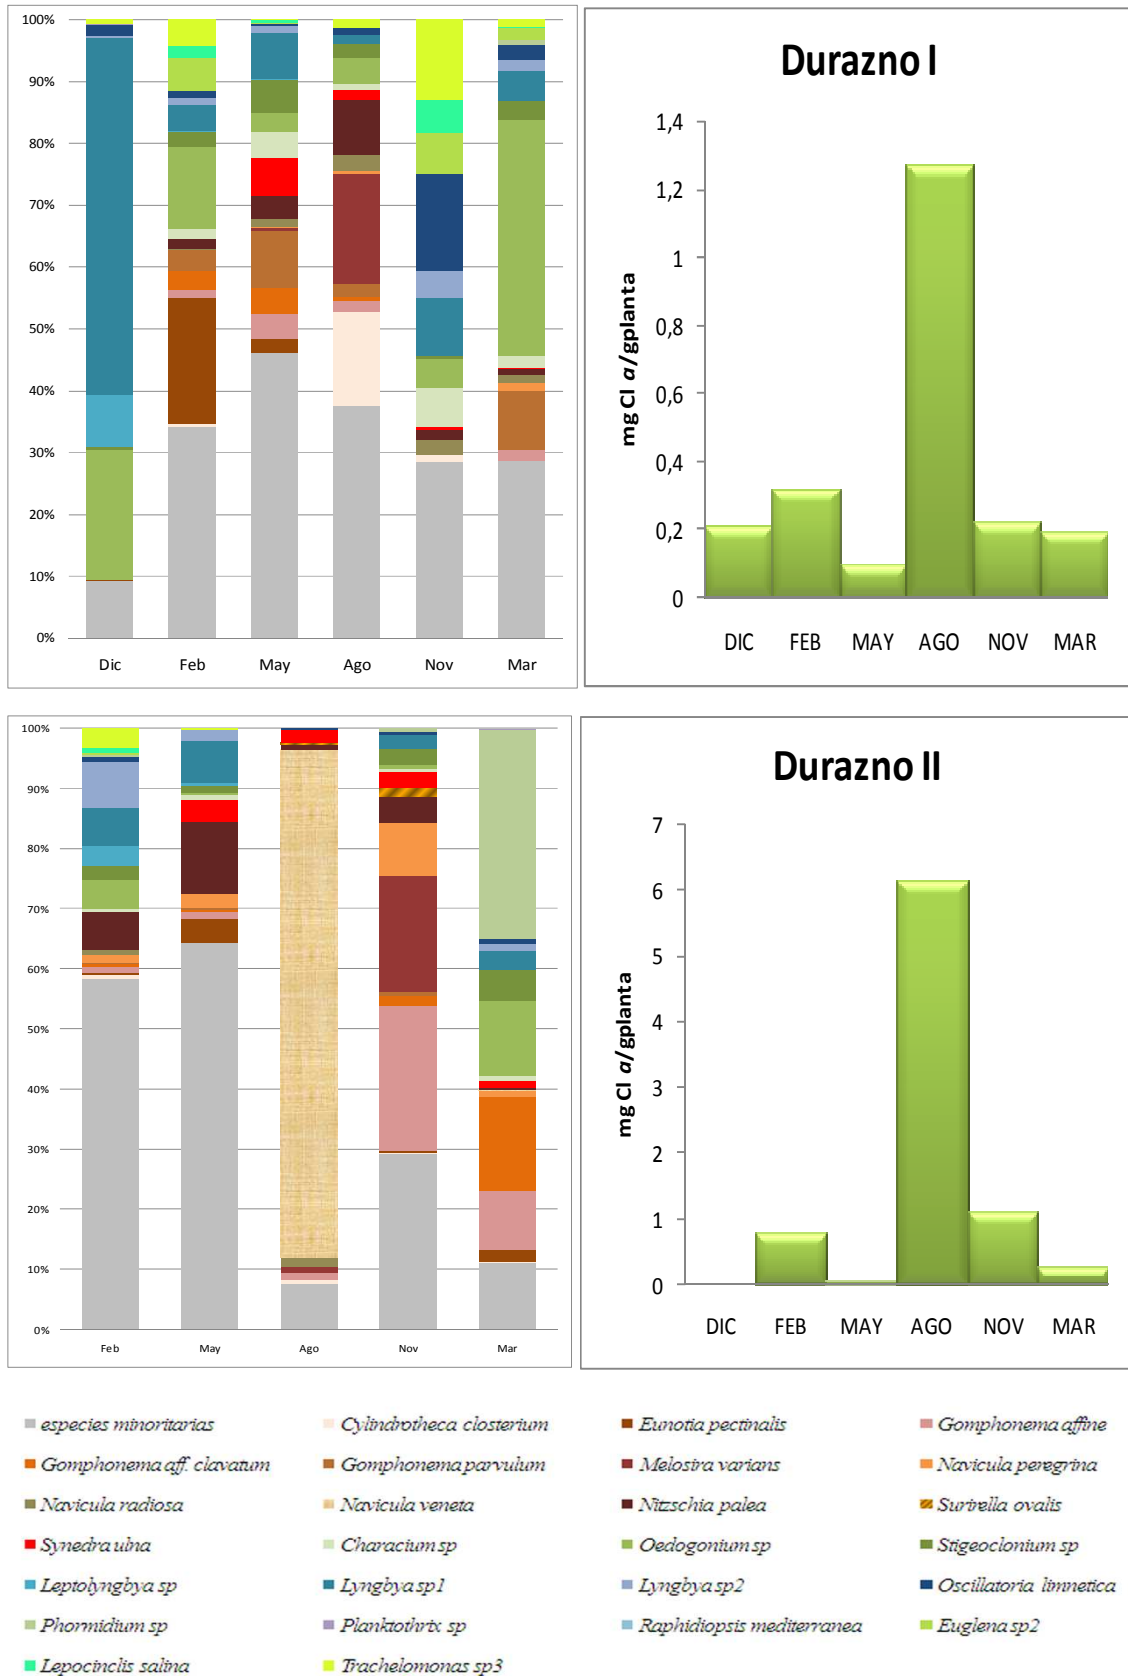 100%
90%
80%
70%
60%
50%
40%
30%
20%
10%
0%
Dic Feb May Ago Nov Mar
Durazno I
mg Cl a/gplanta
1,4
1,2
1
0,8
0,6
0,4
0,2
0
DIC FEB MAY AGO NOV MAR
100%
90%
80%
70%
60%
50%
40%
30%
20%
10%
0%
Feb May Ago Nov Mar
Durazno II
mg Cl a/gplanta
7
6
5
4
3
2
1
0
DIC FEB MAY AGO NOV MAR
especies minoritarias Cylindrotheca closterium Eunotia pectinalis Gomphonema affine
Gomphonema aff. clavatum Gomphonema parvulum Melosira varians Navicula peregrina
Navicula radiosa Navicula veneta Nitzschia palea Surirella ovalis
Synedra ulna Characium sp Oedogonium sp Stigeoclonium sp
Leptolyngbya sp Lyngbya sp1 Lyngbya sp2 Oscillatoria limnetica
Phormidium sp Planktothrix sp Raphidiopsis mediterranea Euglena sp2
Lepocinclis salina Trachelomonas sp3